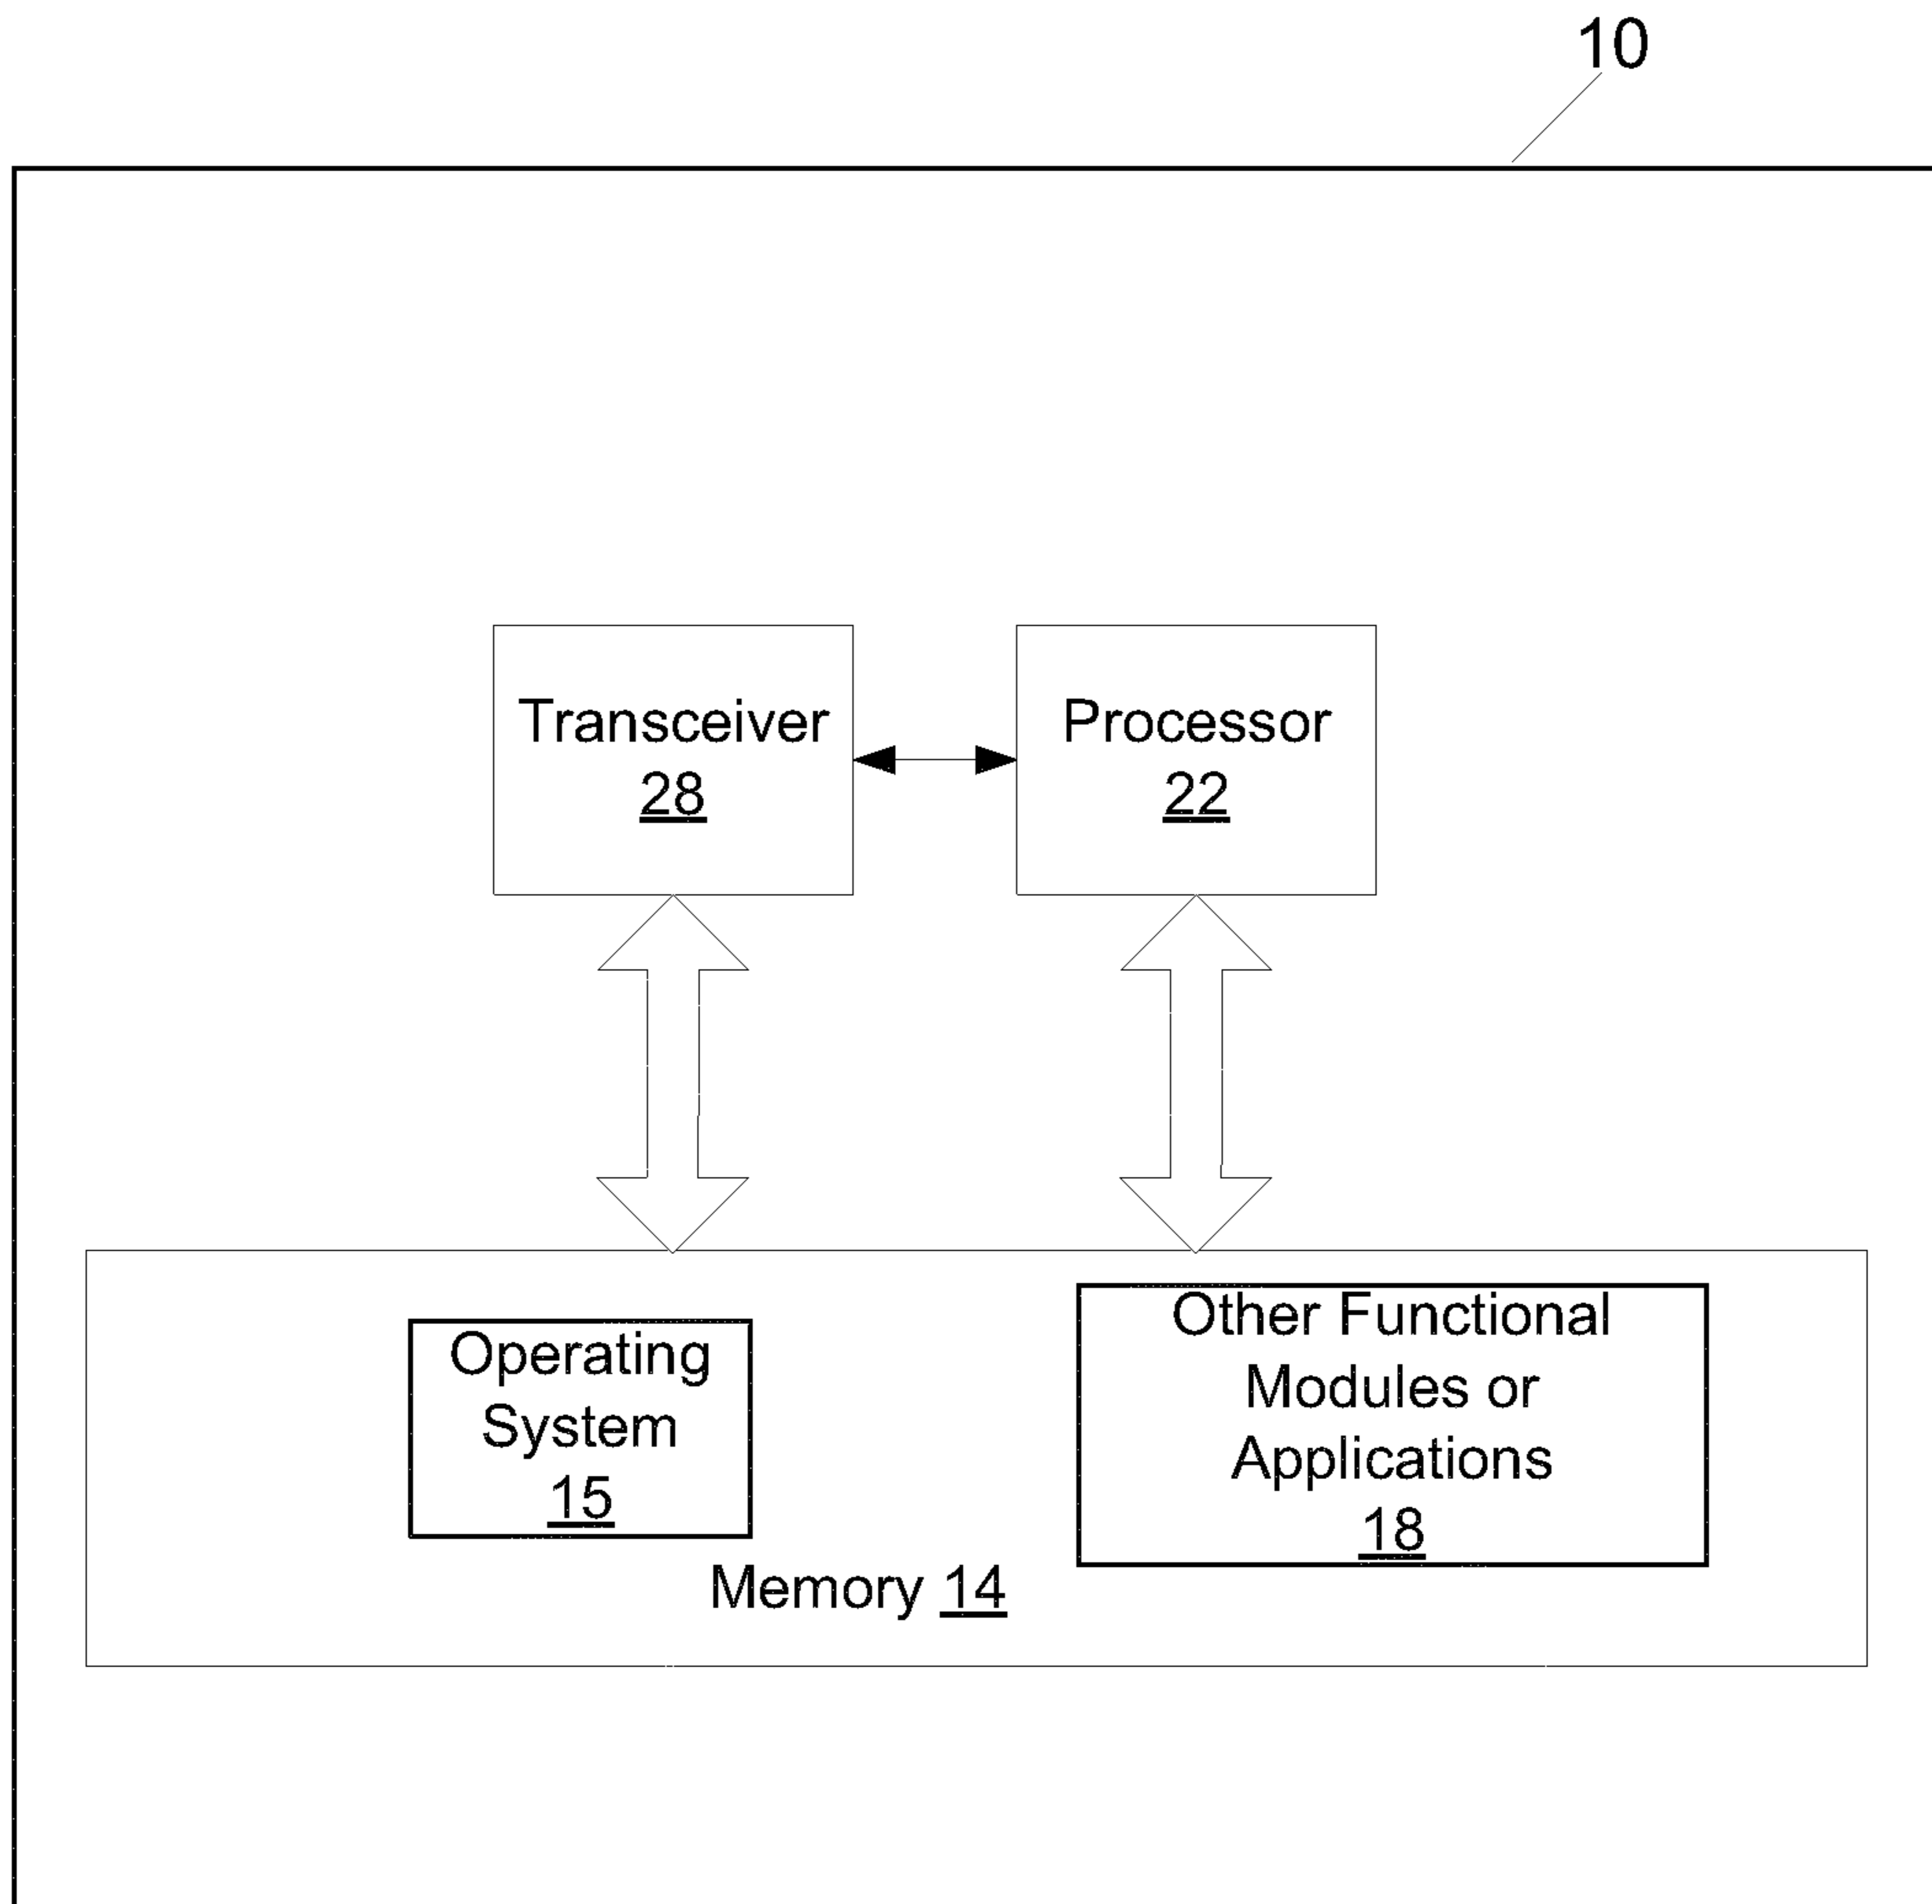 10
Transceiver
28
Processor
22
Operating
System
15
Other Functional
Modules or
Applications
18
Memory 14